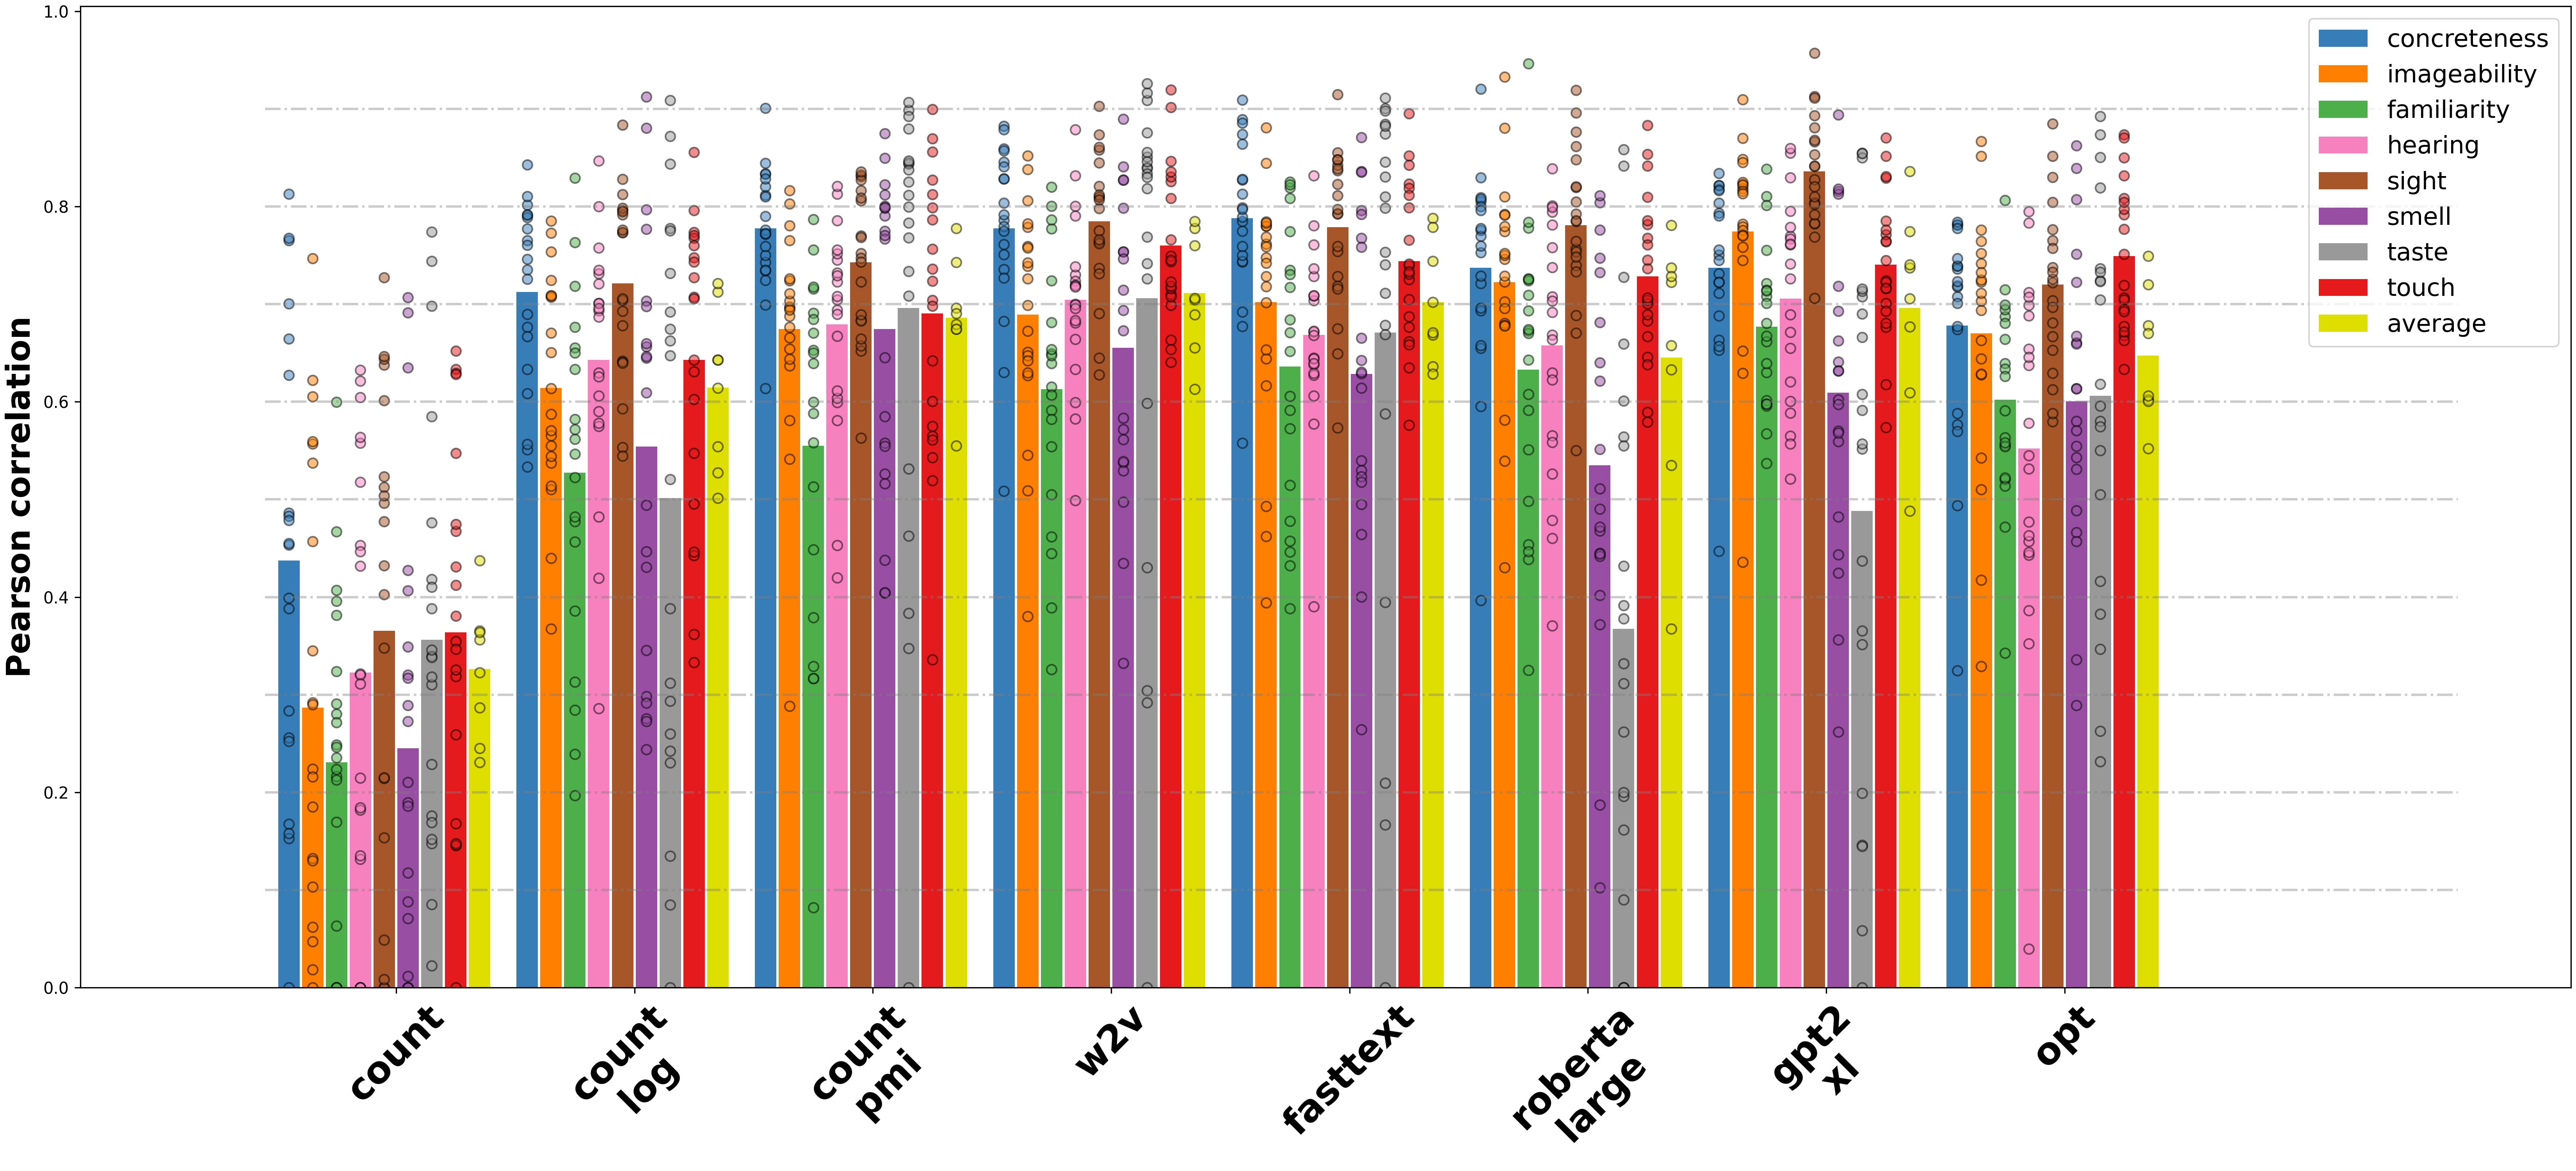 Pearson correlation
1.0
0.8
0.6
0.4
0.2
0.0
concreteness
imageability
familiarity
hearing
sight
smell
taste
touch
average
count
count
log
count
pmi
w2v
fasttext
roberta
large
gpt2
xl
opt